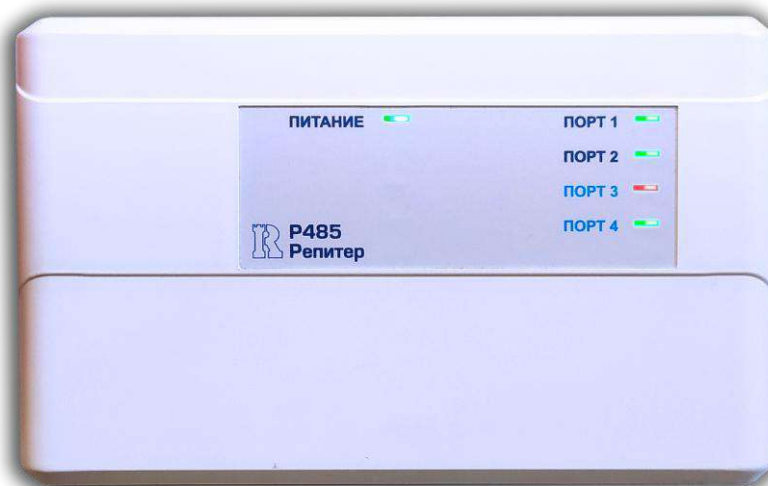 ПИТАНИЕ
ПОРТ 1
ПОРТ 2
ПОРТ 3
ПОРТ 4
R
Р485
Репитер